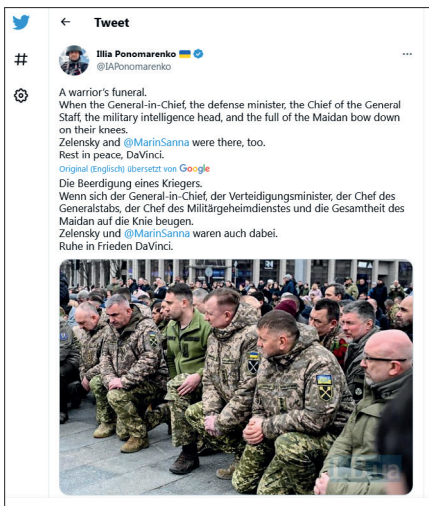 Tweet
Illia Ponomarenko
@IAPonomarenko
A warrior's funeral.
When the General-in-Chief, the defense minister, the Chief of the General
Staff, the military intelligence head, and the full of the Maidan bow down
on their knees.
Zelensky and @MarinSanna were there, too.
Rest in peace, DaVinci.
Original (Englisch) übersetzt von Google
Die Beerdigung eines Kriegers.
Wenn sich der General-in-Chief, der Verteidigungsminister, der Chef des
Generalstabs, der Chef des Militärgeheimdienstes und die Gesamtheit des
Maidan auf die Knie beugen.
Zelensky und @MarinSanna waren auch dabei.
Ruhe in Frieden DaVinci.